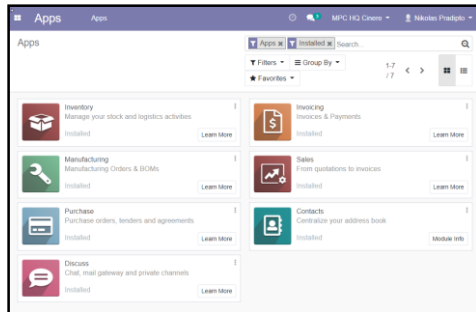 Apps Apps 1 MPC HQ Cinere Nikolas Pradipto
Apps Apps x Installed x Search...
Filters Group By 1-7 / 7
Favorites
Inventory
Manage your stock and logistics activities
Installed Learn More
Invoicing
Invoices & Payments
Installed Learn More
Manufacturing
Manufacturing Orders & BOMs
Installed Learn More
Sales
From quotations to invoices
Installed Learn More
Purchase
Purchase orders, tenders and agreements
Installed Learn More
Contacts
Centralize your address book
Installed Module Info
Discuss
Chat, mail gateway and private channels
Installed Learn More